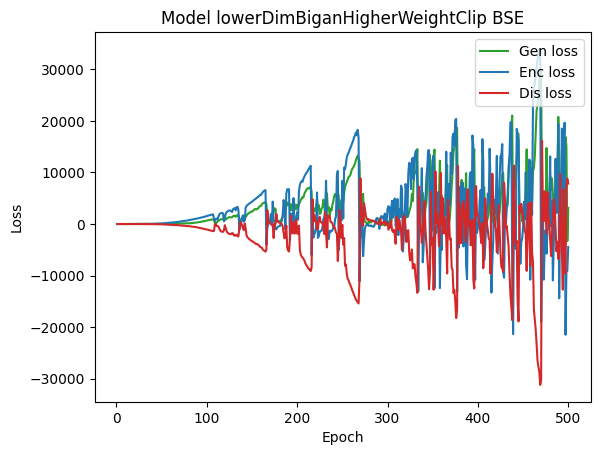 Model lowerDimBiganHigherWeightClip BSE
Gen loss
Enc loss
Dis loss
30000
20000
10000
0
−10000
−20000
−30000
Loss
0 100 200 300 400 500
Epoch